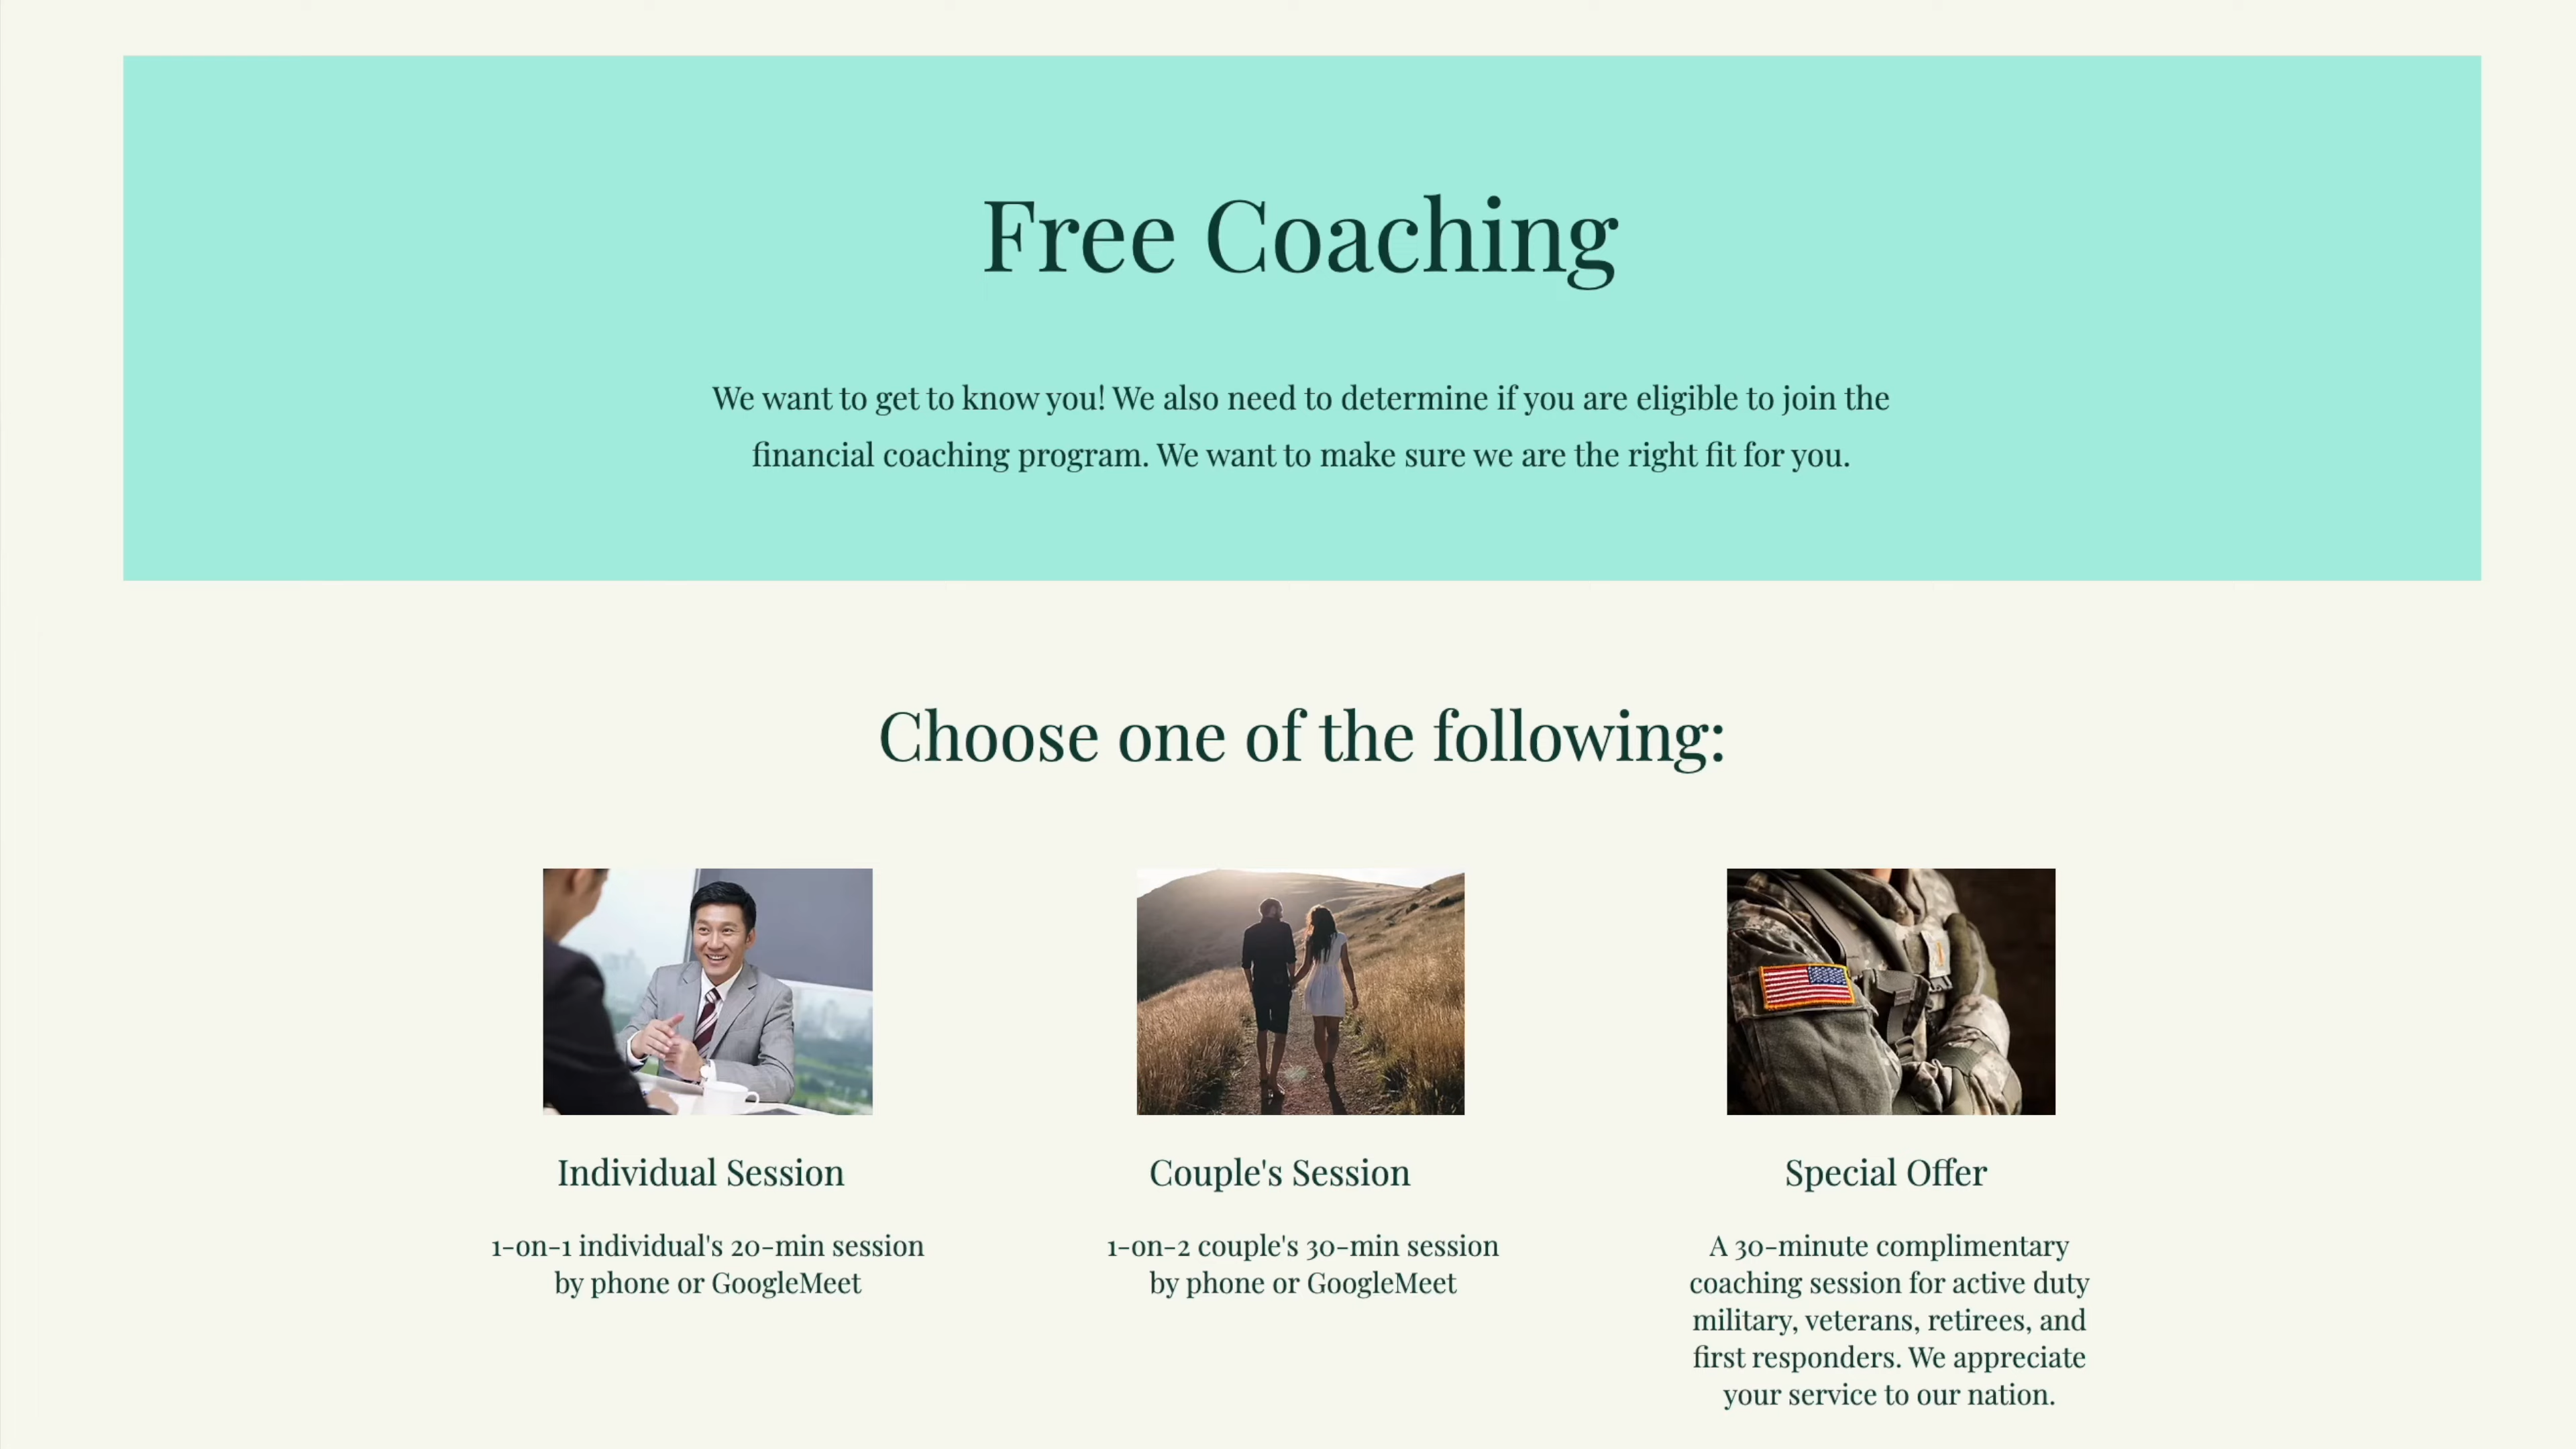 Free Coaching
We want to get to know you! We also need to determine if you are eligible to join the
financial coaching program. We want to make sure we are the right fit for you.
Choose one of the following:
Individual Session
1-on-1 individual's 20-min session
by phone or GoogleMeet
Couple's Session
1-on-2 couple's 30-min session
by phone or GoogleMeet
Special Offer
A 30-minute complimentary
coaching session for active duty
military, veterans, retirees, and
first responders. We appreciate
your service to our nation.